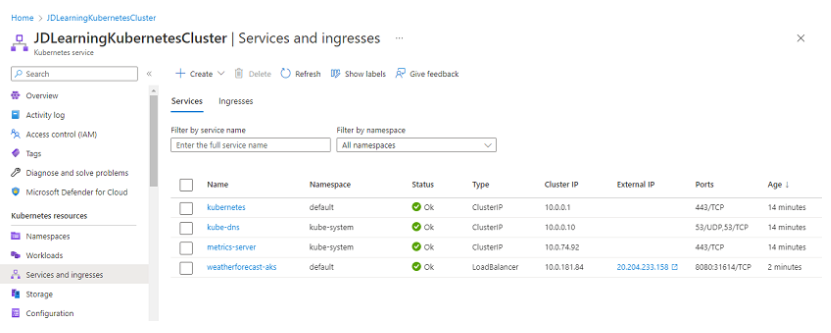 Home > JDLearningKubernetesCluster
JDLearningKubernetesCluster | Services and ingresses ...
Kubernetes service
Search
Overview
Activity log
Access control (IAM)
Tags
Diagnose and solve problems
Microsoft Defender for Cloud
Kubernetes resources
Namespaces
Workloads
Services and ingresses
Storage
Configuration
Create Delete Refresh Show labels Give feedback
Services Ingresses
Filter by service name Filter by namespace
Enter the full service name All namespaces
Name Namespace Status Type Cluster IP External IP Ports Age ↓
kubernetes default Ok ClusterIP 10.0.0.1 443/TCP 14 minutes
kube-dns kube-system Ok ClusterIP 10.0.0.10 53/UDP,53/TCP 14 minutes
metrics-server kube-system Ok ClusterIP 10.0.74.92 443/TCP 14 minutes
weatherforecast-aks default Ok LoadBalancer 10.0.181.84 20.204.233.158 8080:31614/TCP 2 minutes